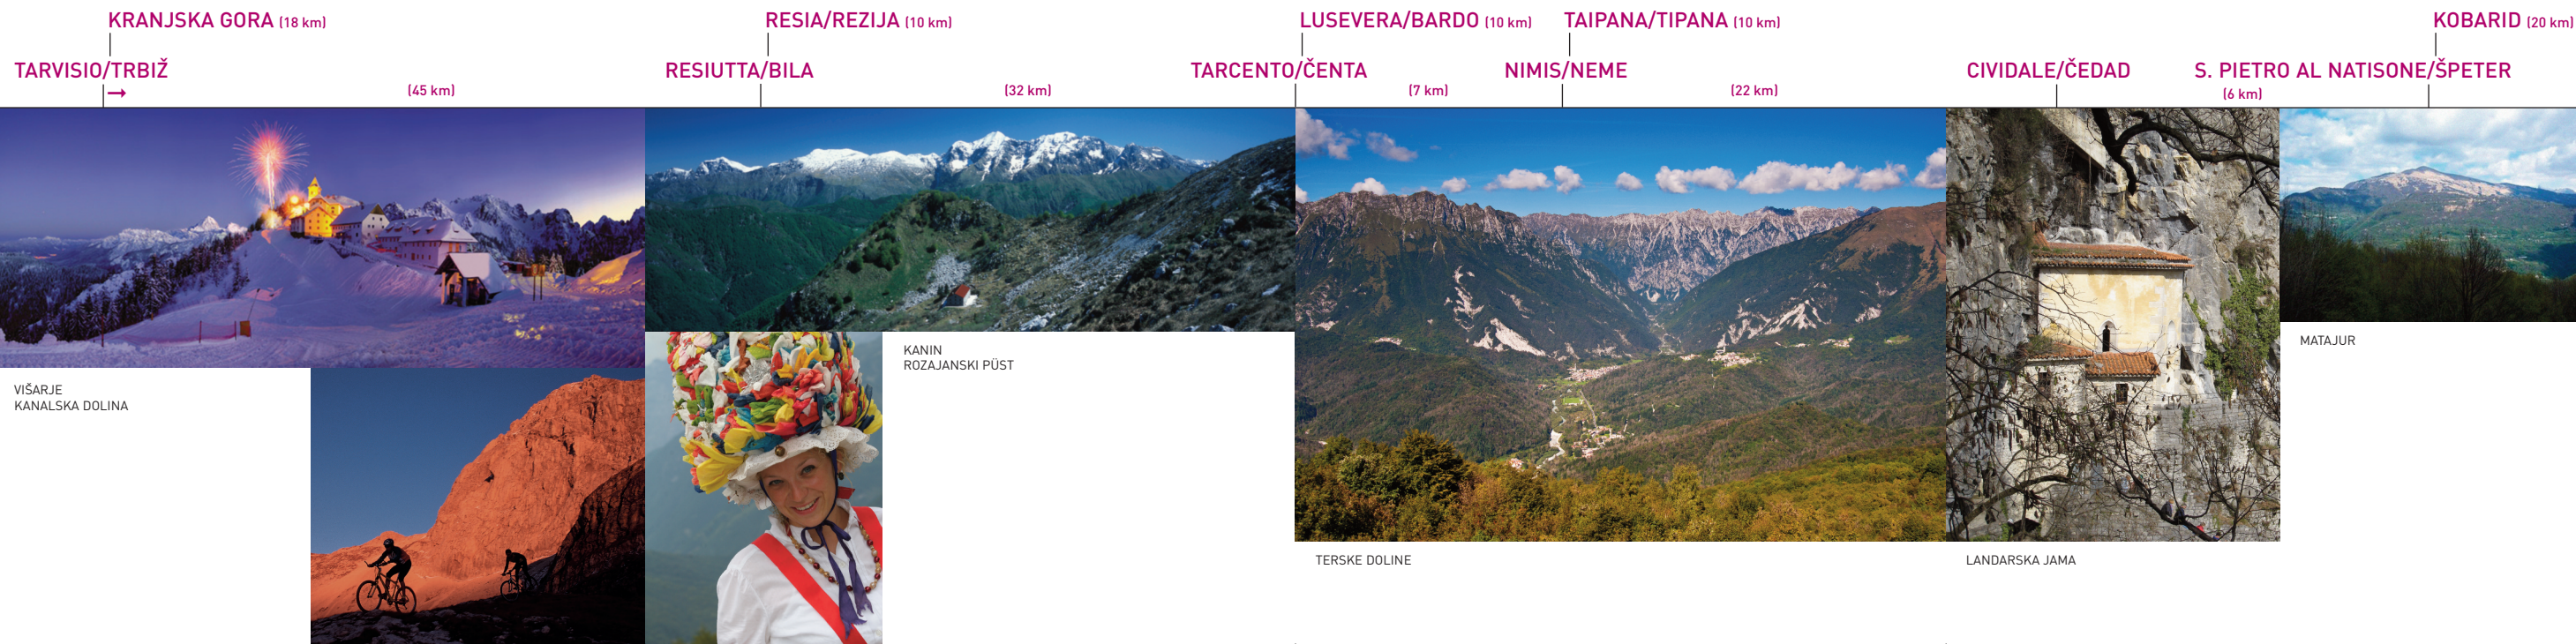 KRANJSKA GORA (18 km)
RESIA/REZIJA (10 km)
LUSEVERA/BARDO (10 km)
TAIPANA/TIPANA (10 km)
KOBARID (20 km)
TARVISIO/TRBIŽ
RESIUTTA/BILA
TARCENTO/ČENTA
NIMIS/NEME
CIVIDALE/ČEDAD
S. PIETRO AL NATISONE/ŠPETER
(45 km)
(32 km)
(7 km)
(22 km)
(6 km)
VIŠARJE
KANALSKA DOLINA
KANIN
ROZAJANSKI PÜST
TERSKE DOLINE
LANDARSKA JAMA
MATAJUR